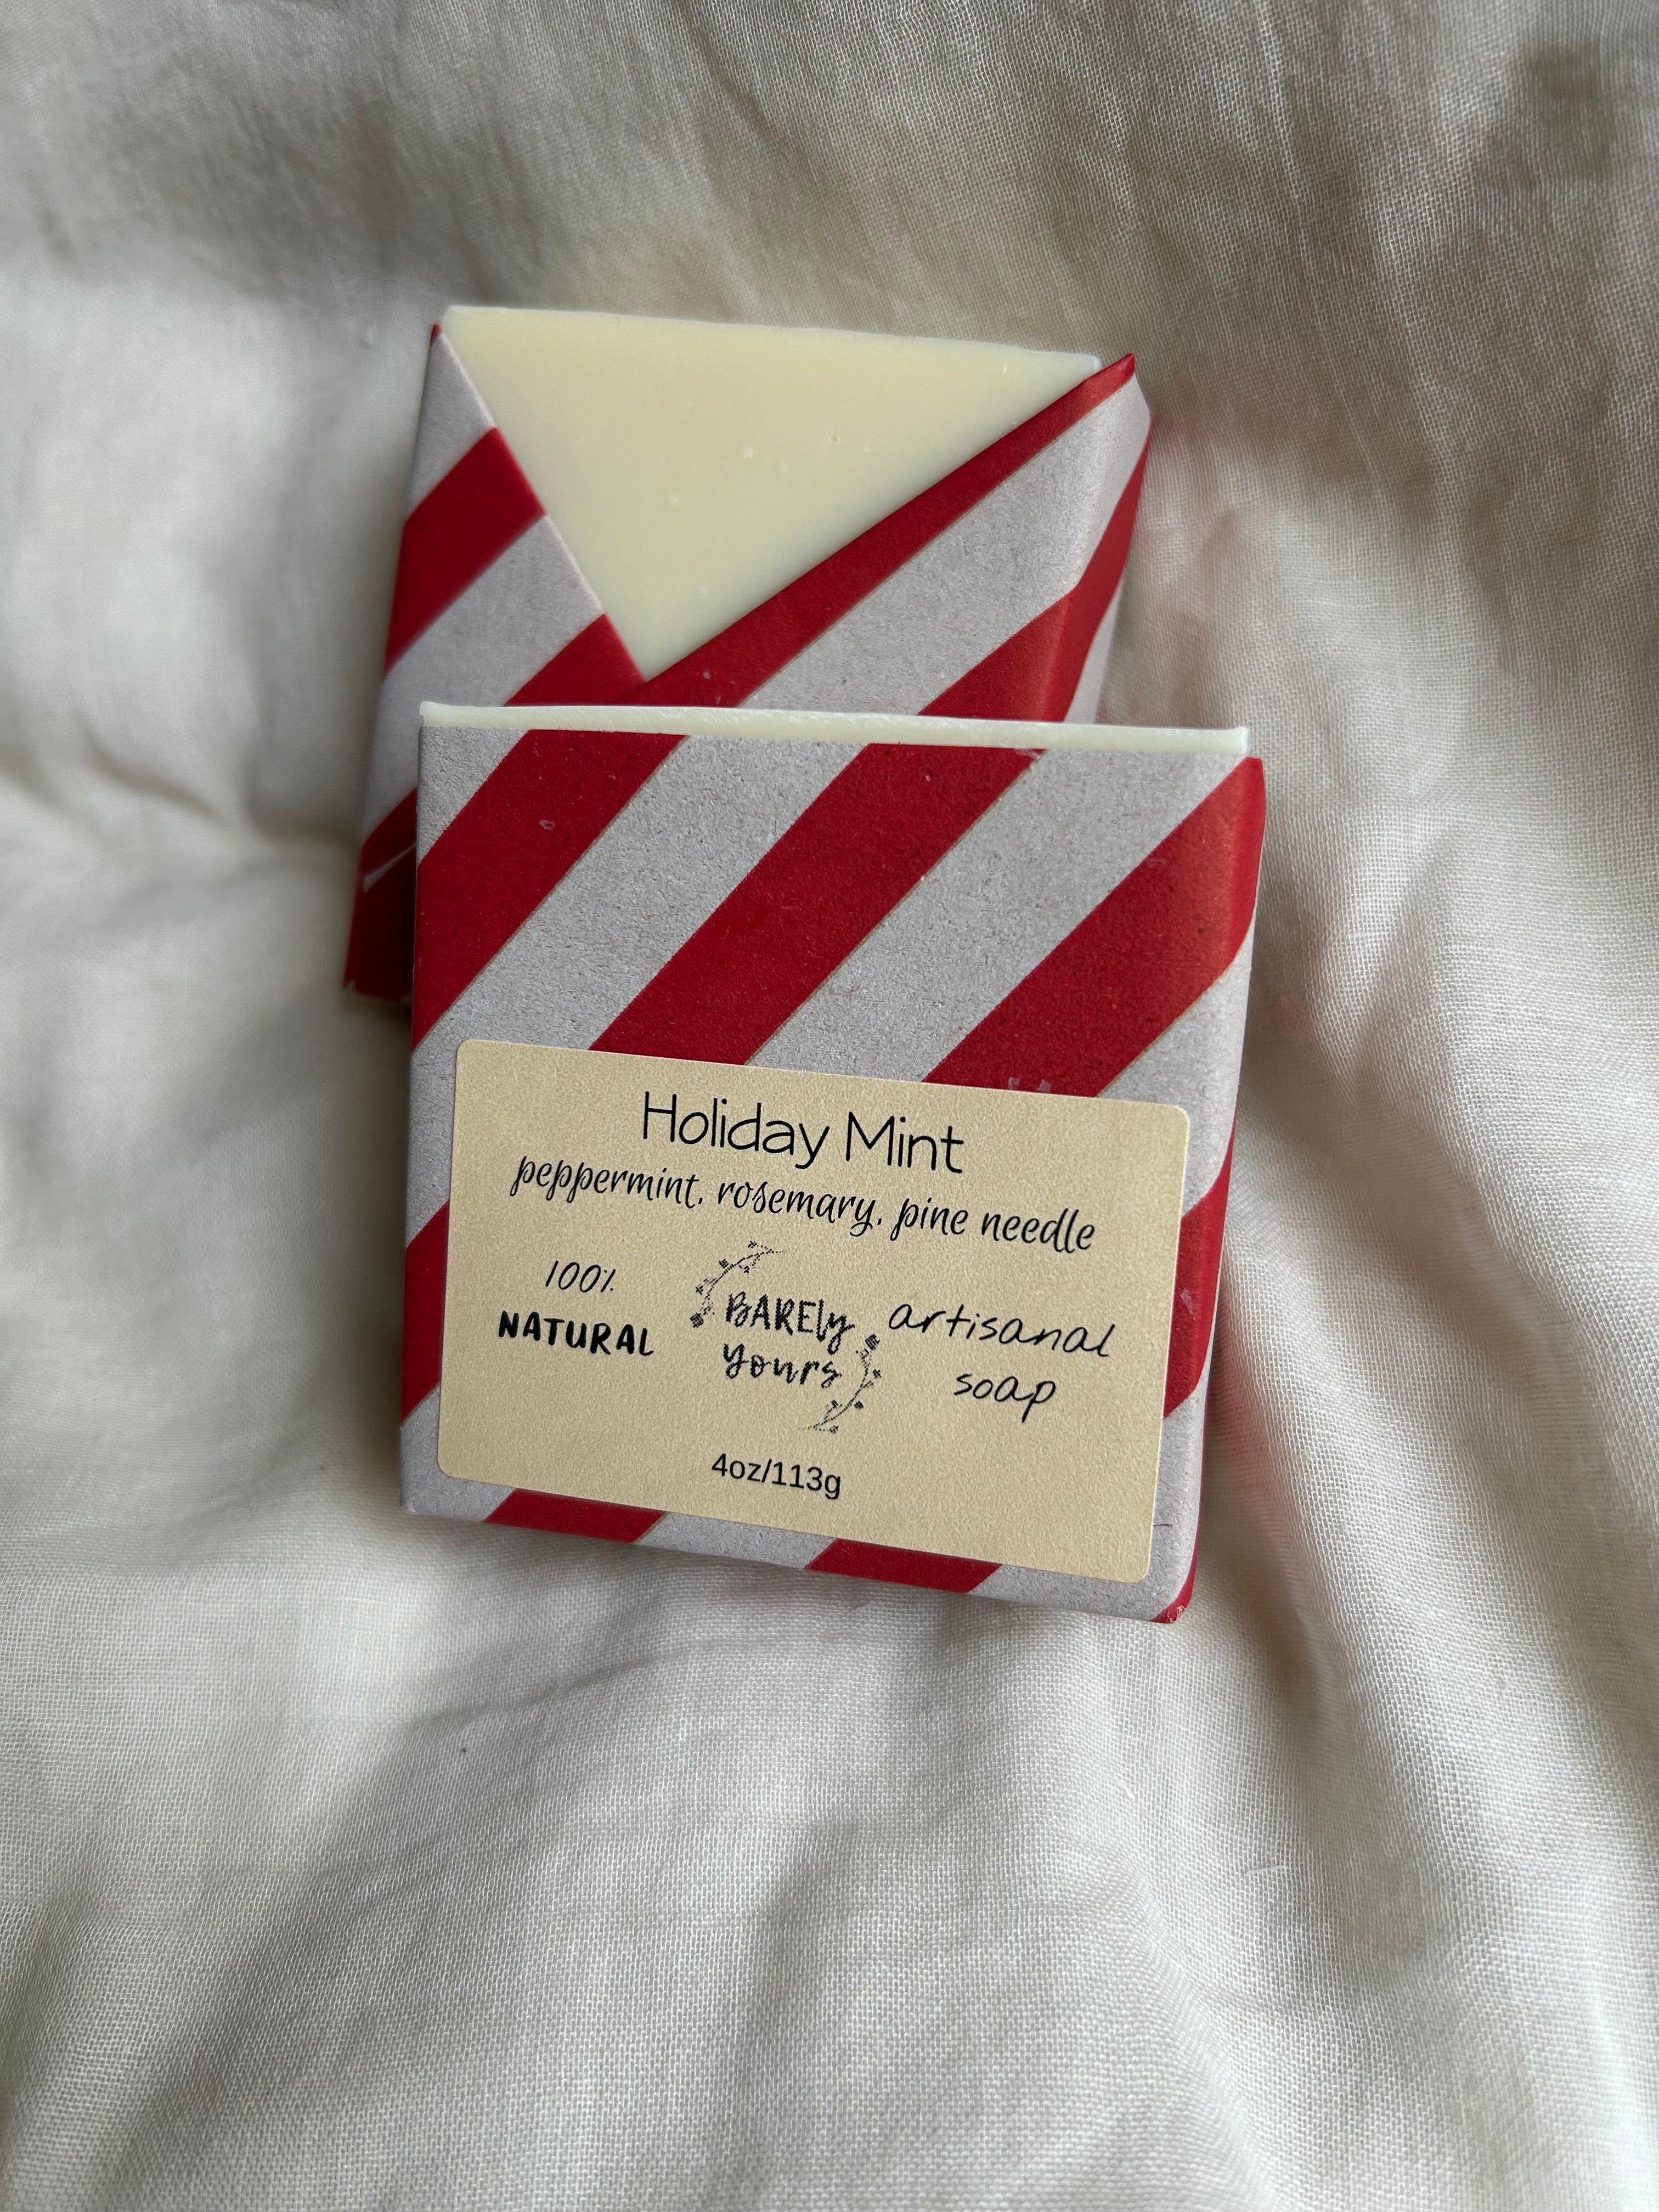 Holiday Mint
peppermint, rosemary, pine needle
100%
NATURAL
BAREly
yours
artisanal
soap
4oz/113g